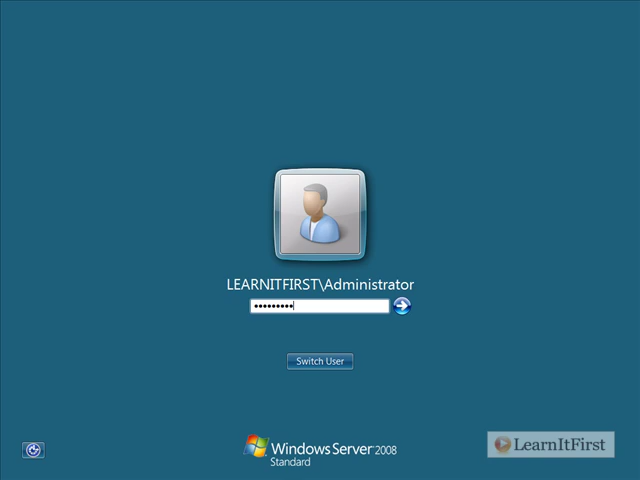 LEARNITFIRST\Administrator
•••••••••
Switch User
Windows Server 2008
Standard
LearnItFirst